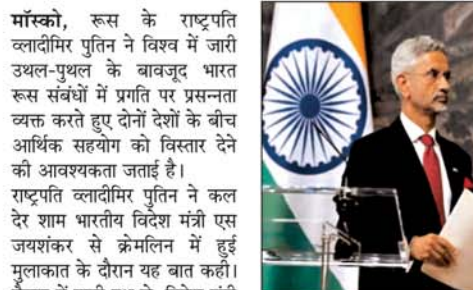 मॉस्को, रूस के राष्ट्रपति
व्लादीमिर पुतिन ने विश्व में जारी
उथल-पुथल के बावजूद भारत
रूस संबंधों में प्रगति पर प्रसन्नता
व्यक्त करते हुए दोनों देशों के बीच
आर्थिक सहयोग को विस्तार देने
की आवश्यकता जताई है।
राष्ट्रपति व्लादीमिर पुतिन ने कल
देर शाम भारतीय विदेश मंत्री एस
जयशंकर से क्रेमलिन में हुई
मुलाकात के दौरान यह बात कही।